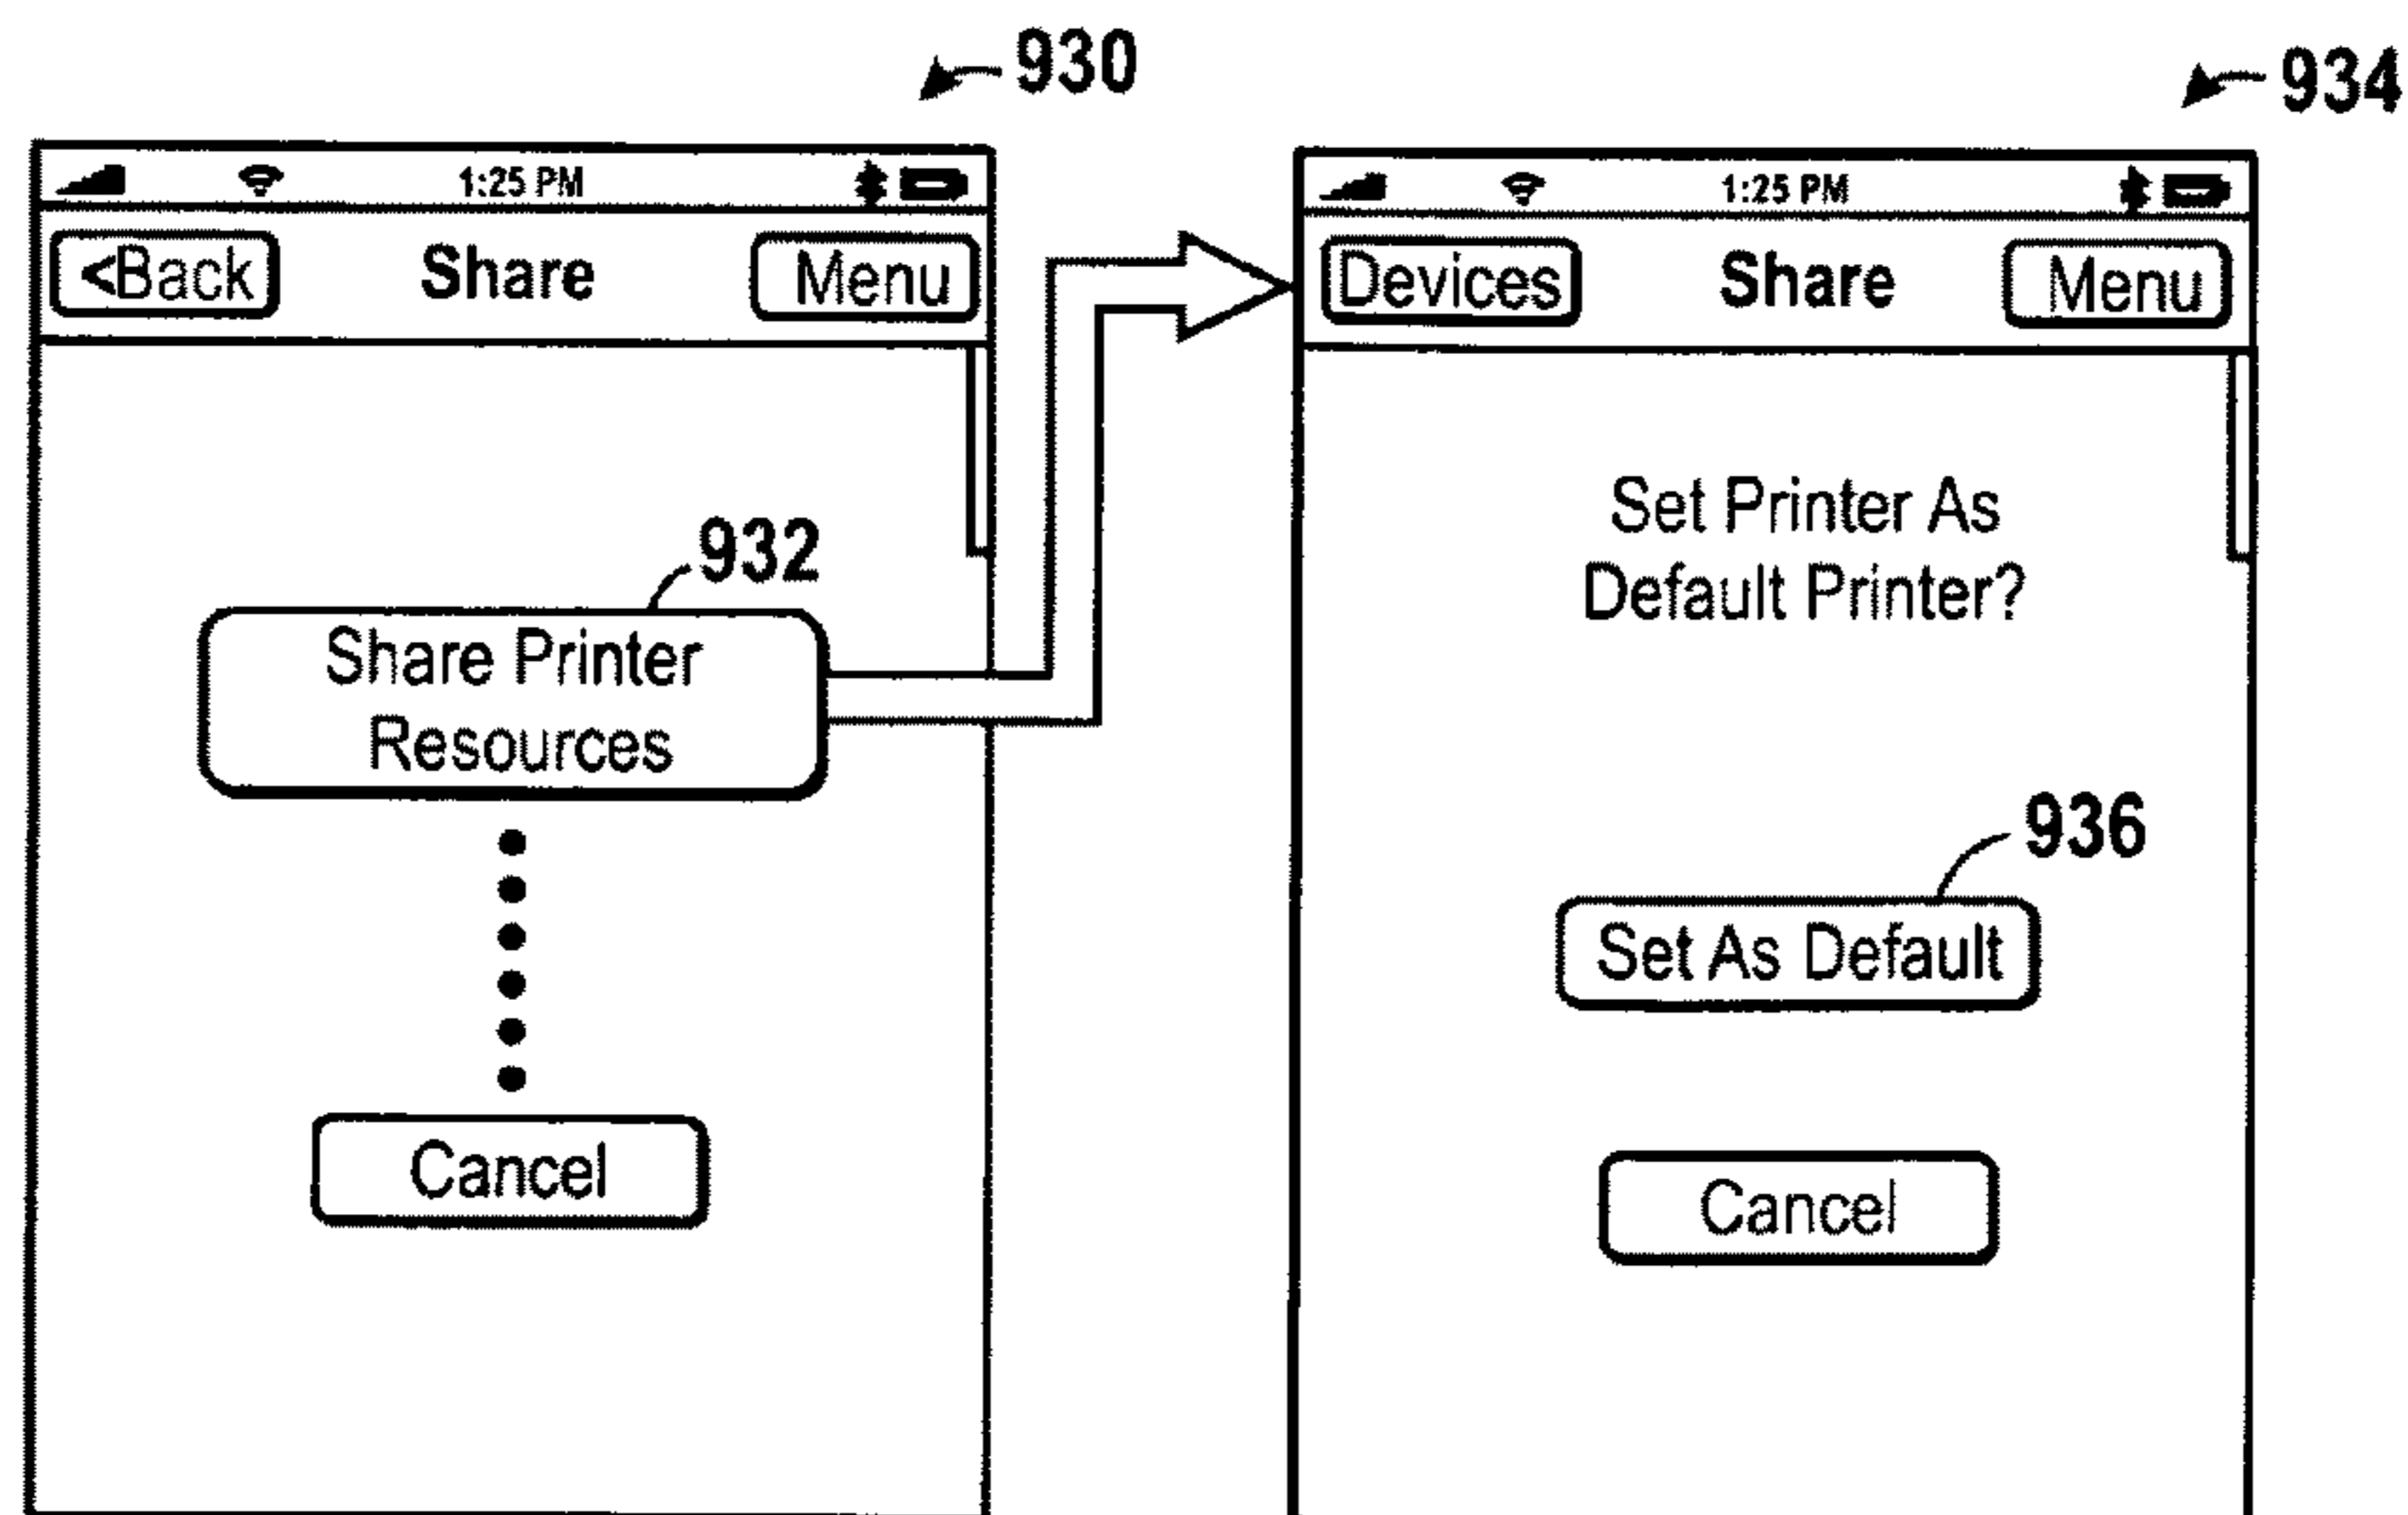 930
1:25 PM
<Back Share Menu
932
Share Printer
Resources
Cancel
934
1:25 PM
Devices Share Menu
Set Printer As
Default Printer?
936
Set As Default
Cancel